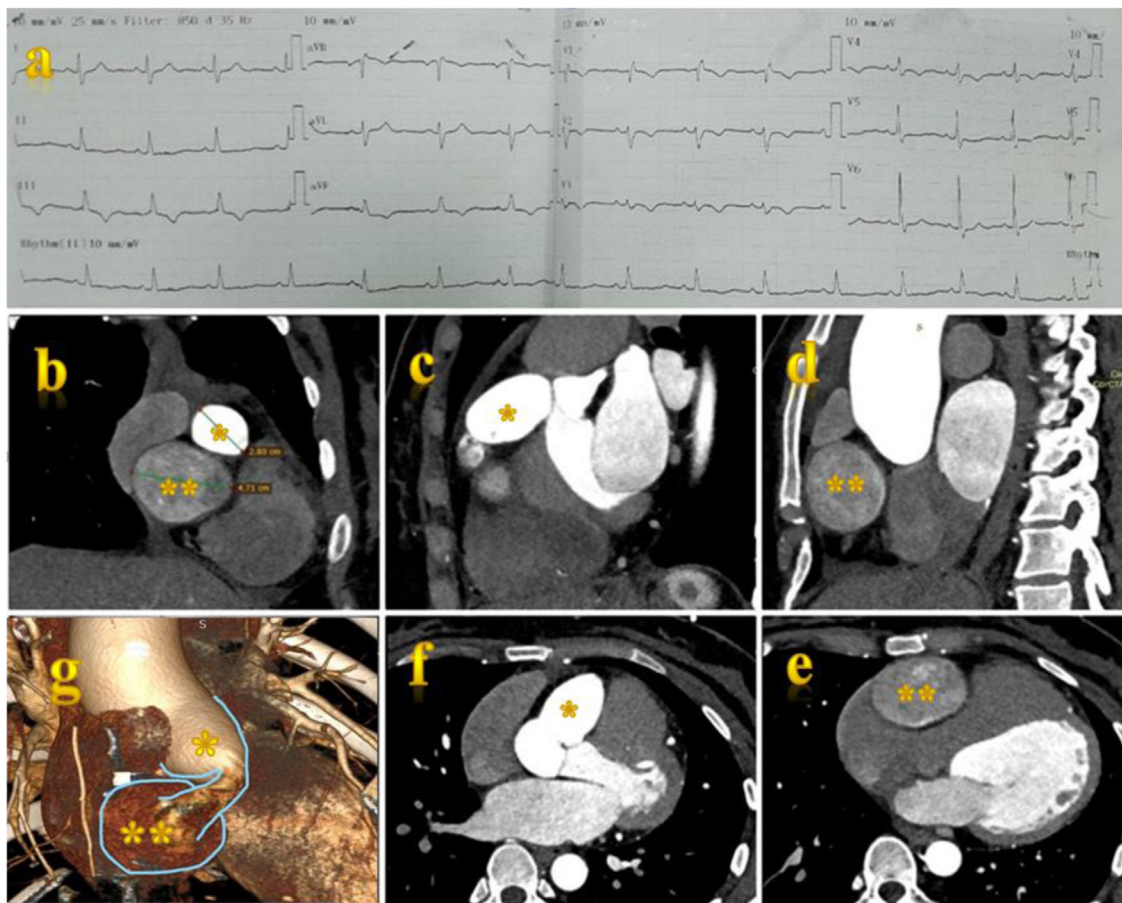 10 mm/mV 25 mm/s Filter: 050 d 35 Hz
10 mm/mV
10 mm/mV
10 mm/mV
10 mm/
a
I
aVR
V1
V4
V4
II
aVL
V2
V5
V5
III
aVF
V3
V6
V6
Rhythm(II)10 mm/mV
Rhythm
b
*
2.80 cm
**
4.71 cm
c
*
d
S
**
g
S
*
**
f
*
e
**